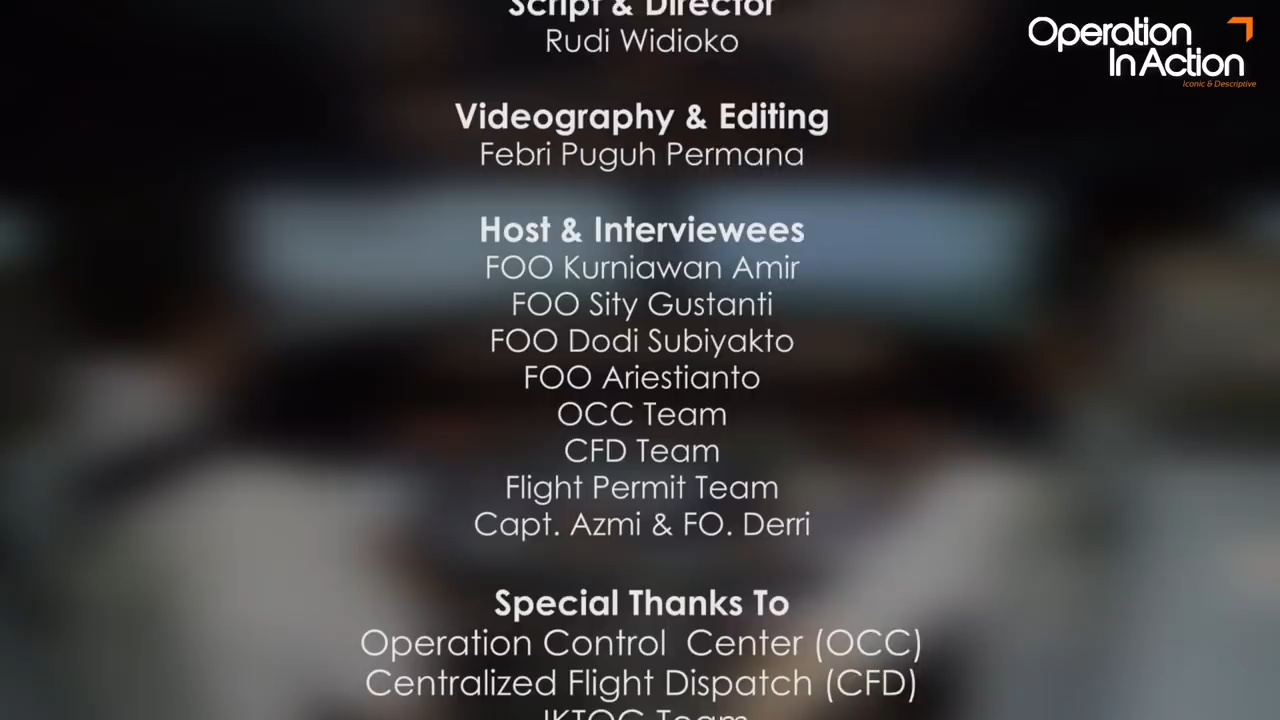 Script & Director
Rudi Widioko
Operation
In Action
Iconic & Descriptive
Videography & Editing
Febri Puguh Permana
Host & Interviewees
FOO Kurniawan Amir
FOO Sity Gustanti
FOO Dodi Subiyakto
FOO Ariestianto
OCC Team
CFD Team
Flight Permit Team
Capt. Azmi & FO. Derri
Special Thanks To
Operation Control Center (OCC)
Centralized Flight Dispatch (CFD)
JKTOG Team